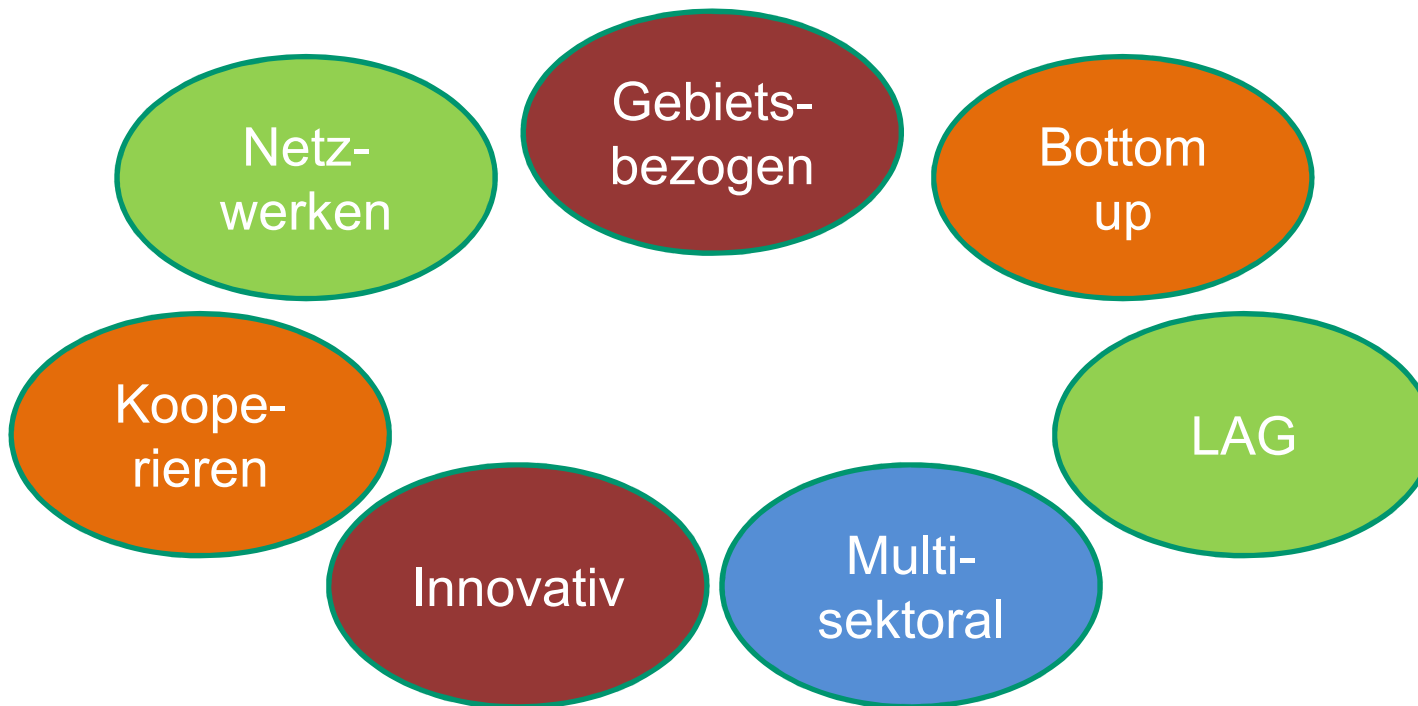 Gebiets-
bezogen
Netz-
werken
Bottom
up
Koope-
rieren
LAG
Innovativ
Multi-
sektoral